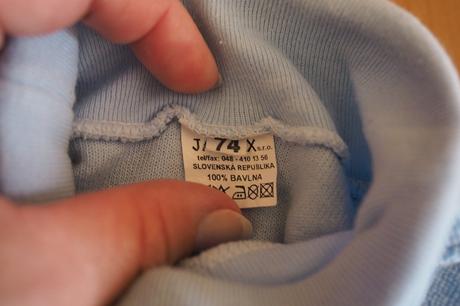 J/ 74 X s.r.o.
tel/fax: 048 - 410 13 56
SLOVENSKÁ REPUBLIKA
100% BAVLNA